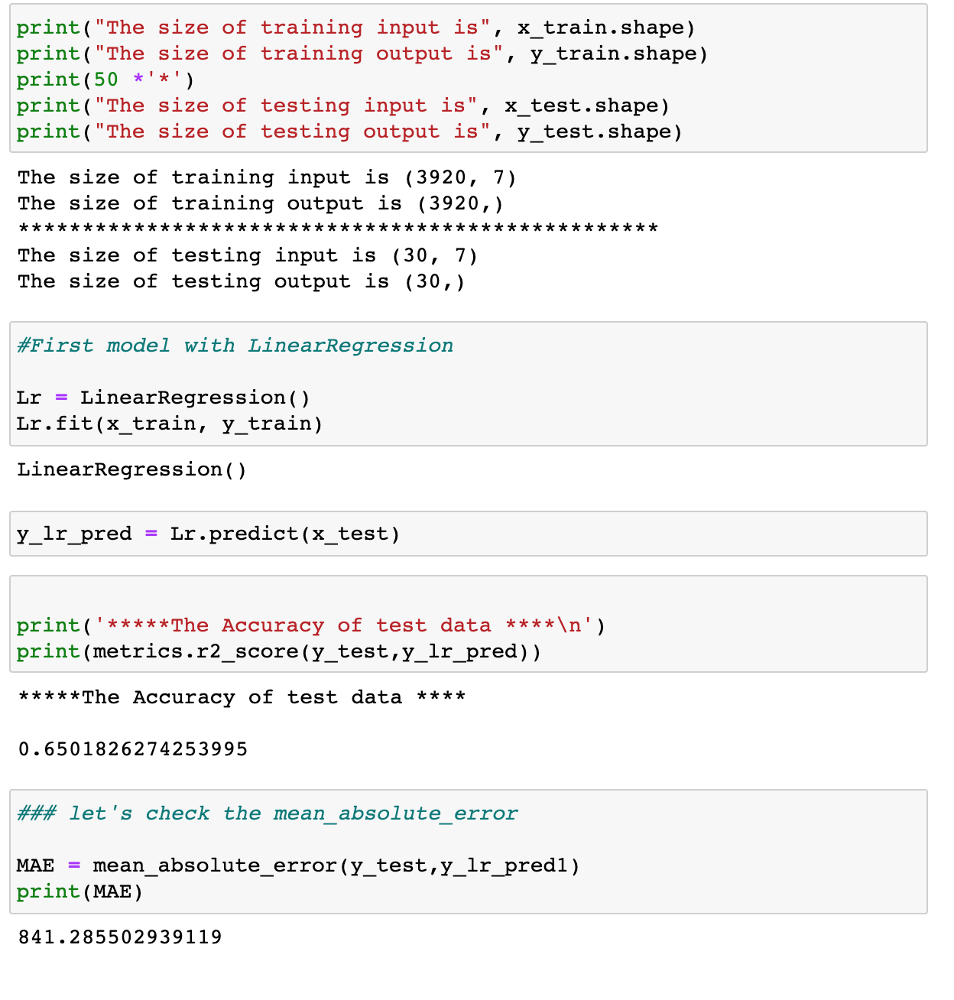 print("The size of training input is", x_train.shape)
print("The size of training output is", y_train.shape)
print(50 *'*')
print("The size of testing input is", x_test.shape)
print("The size of testing output is", y_test.shape)
The size of training input is (3920, 7)
The size of training output is (3920,)
**************************************************
The size of testing input is (30, 7)
The size of testing output is (30,)
#First model with LinearRegression
Lr = LinearRegression()
Lr.fit(x_train, y_train)
LinearRegression()
y_lr_pred = Lr.predict(x_test)
print('*****The Accuracy of test data ****\n')
print(metrics.r2_score(y_test,y_lr_pred))
*****The Accuracy of test data ****
0.6501826274253995
### let's check the mean_absolute_error
MAE = mean_absolute_error(y_test,y_lr_pred1)
print(MAE)
841.285502939119